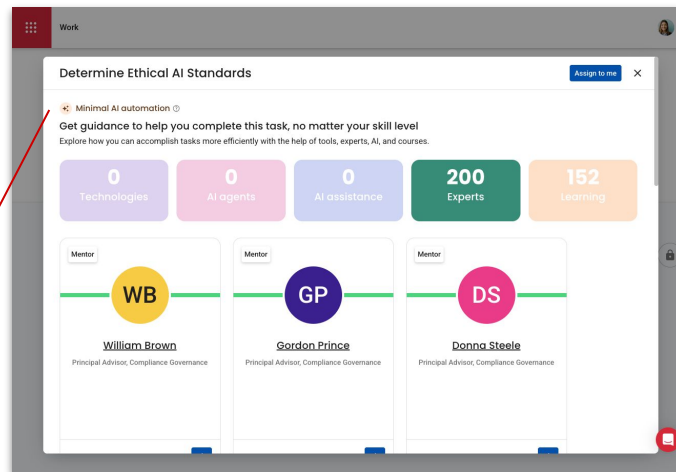 Work
Determine Ethical AI Standards
Assign to me
Minimal AI automation
Get guidance to help you complete this task, no matter your skill level
Explore how you can accomplish tasks more efficiently with the help of tools, experts, AI, and courses.
0
Technologies
0
AI agents
0
AI assistance
200
Experts
152
Learning
Mentor
WB
William Brown
Principal Advisor, Compliance Governance
Mentor
GP
Gordon Prince
Principal Advisor, Compliance Governance
Mentor
DS
Donna Steele
Principal Advisor, Compliance Governance